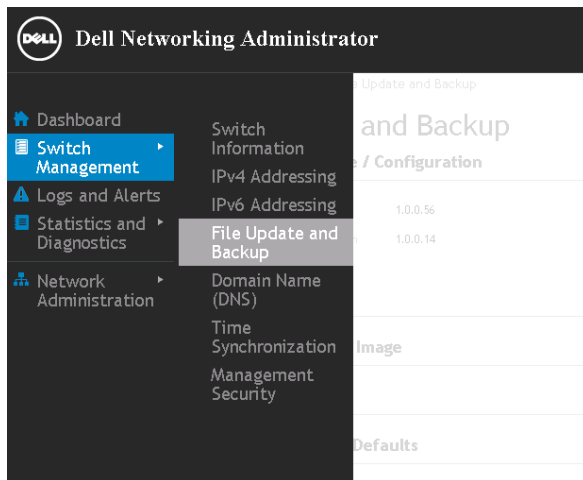 DELL Dell Networking Administrator
Update and Backup
Dashboard
Switch
Management
Logs and Alerts
Statistics and
Diagnostics
Network
Administration
Switch
Information
IPv4 Addressing
IPv6 Addressing
File Update and
Backup
Domain Name
(DNS)
Time
Synchronization
Management
Security
and Backup
/ Configuration
1.0.0.56
1.0.0.14
Image
Defaults